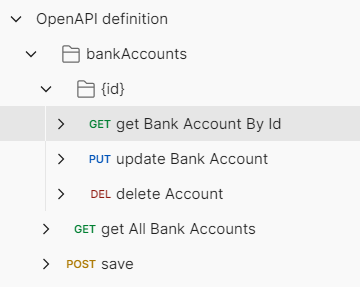 OpenAPI definition
bankAccounts
{id}
GET get Bank Account By Id
PUT update Bank Account
DEL delete Account
GET get All Bank Accounts
POST save